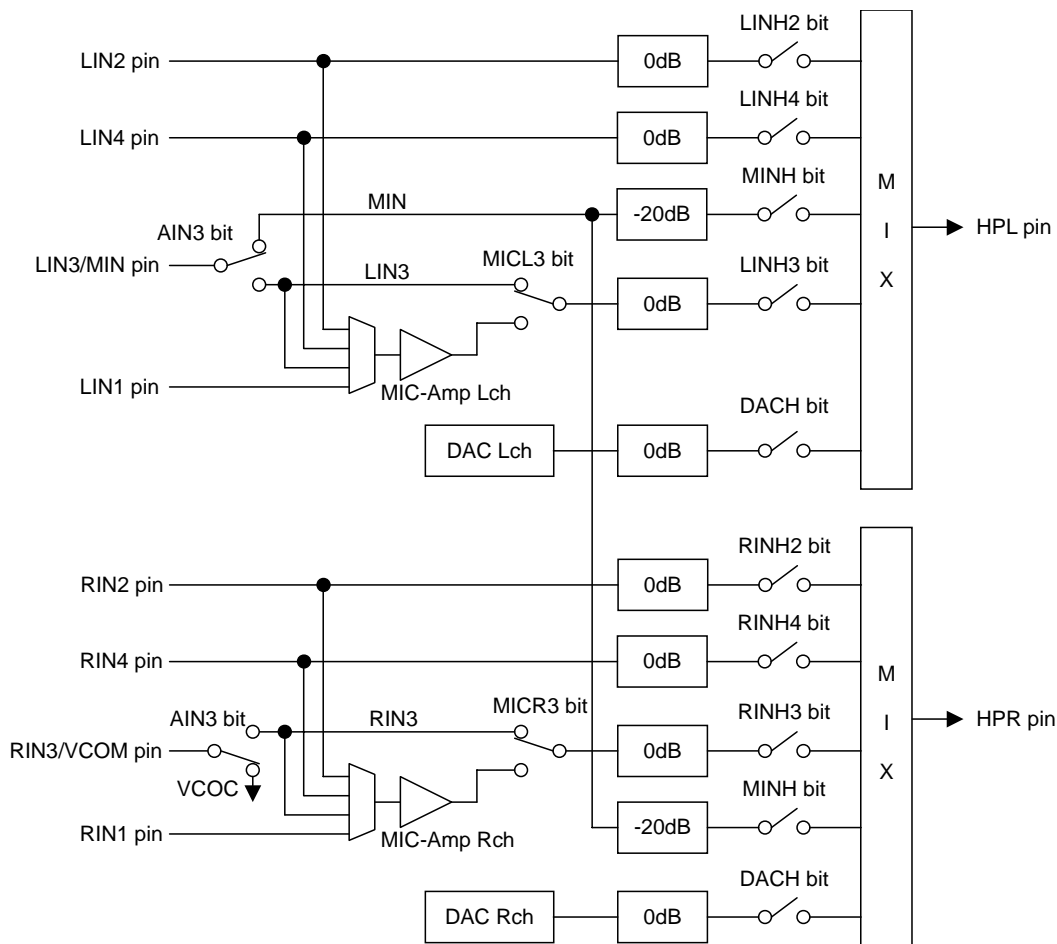 LINH2 bit
LIN2 pin
0dB
LINH4 bit
LIN4 pin
0dB
MINH bit
MIN
-20dB
AIN3 bit
LIN3/MIN pin
LIN3
MICL3 bit
LINH3 bit
0dB
LIN1 pin
MIC-Amp Lch
DACH bit
DAC Lch
0dB
M
I
X
HPL pin
RINH2 bit
RIN2 pin
0dB
RINH4 bit
RIN4 pin
0dB
AIN3 bit
RIN3
MICR3 bit
RINH3 bit
RIN3/VCOM pin
0dB
VCOC
MINH bit
RIN1 pin
MIC-Amp Rch
-20dB
DACH bit
DAC Rch
0dB
M
I
X
HPR pin